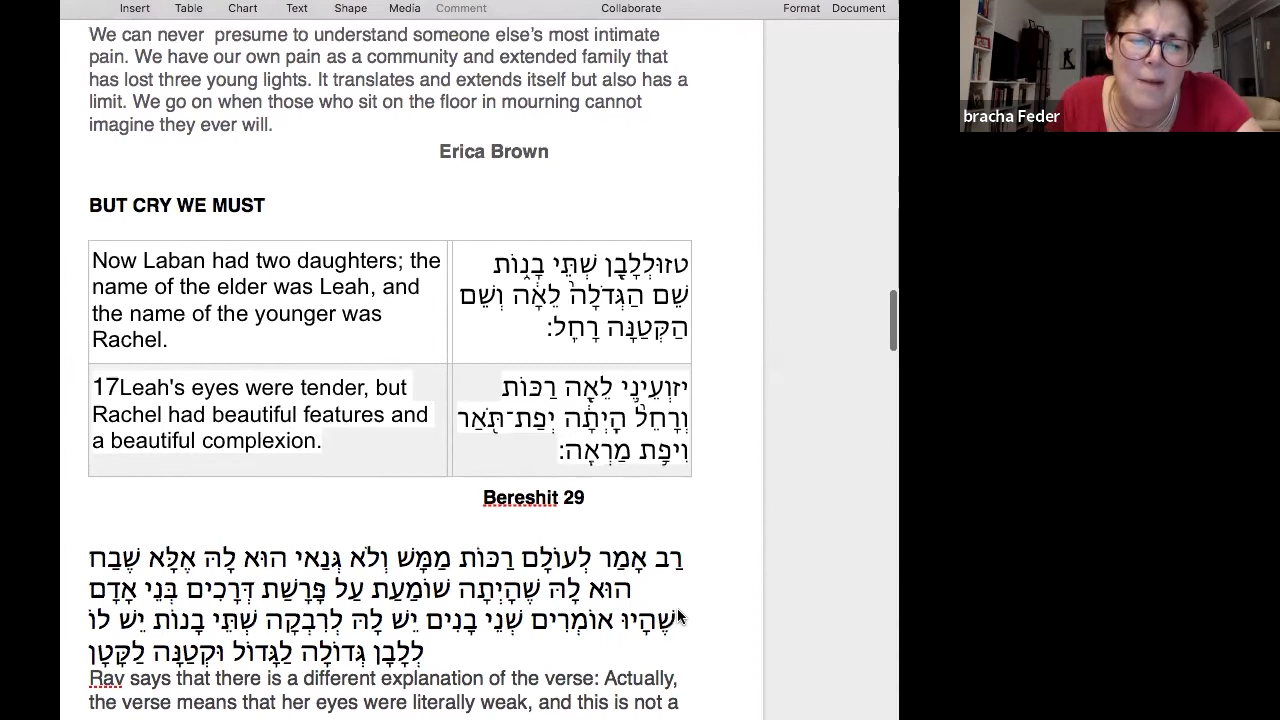 Insert Table Chart Text Shape Media Comment Collaborate Format Document
We can never presume to understand someone else's most intimate
pain. We have our own pain as a community and extended family that
has lost three young lights. It translates and extends itself but also has a
limit. We go on when those who sit on the floor in mourning cannot
imagine they ever will.
Erica Brown
BUT CRY WE MUST
Now Laban had two daughters; the
name of the elder was Leah, and
the name of the younger was
Rachel.
טזוּלְלָבָ֖ן שְׁתֵּ֣י בָנ֑וֹת
שֵׁ֤ם הַגְּדֹלָה֙ לֵאָ֔ה וְשֵׁ֥ם
הַקְּטַנָּ֖ה רָחֵֽל:
17Leah's eyes were tender, but
Rachel had beautiful features and
a beautiful complexion.
יזוְעֵינֵ֥י לֵאָ֖ה רַכּ֑וֹת
וְרָחֵל֙ הָֽיְתָ֔ה יְפַת־תֹּ֖אַר
וִיפַ֥ת מַרְאֶֽה:
Bereshit 29
רַב אָמַר לְעוֹלָם רַכּוֹת מַמָּשׁ וְלֹא גְּנַאי הוּא לָהּ אֶלָּא שֶׁבַח
הוּא לָהּ שֶׁהָיְתָה שׁוֹמַעַת עַל פָּרָשַׁת דְּרָכִים בְּנֵי אָדָם
שֶׁהָיוּ אוֹמְרִים שְׁנֵי בָנִים יֵשׁ לָהּ לְרִבְקָה שְׁתֵּי בָנוֹת יֵשׁ לוֹ
לְלָבָן גְּדוֹלָה לַגָּדוֹל וּקְטַנָּה לַקָּטָן
Rav says that there is a different explanation of the verse: Actually,
the verse means that her eyes were literally weak, and this is not a
bracha Feder